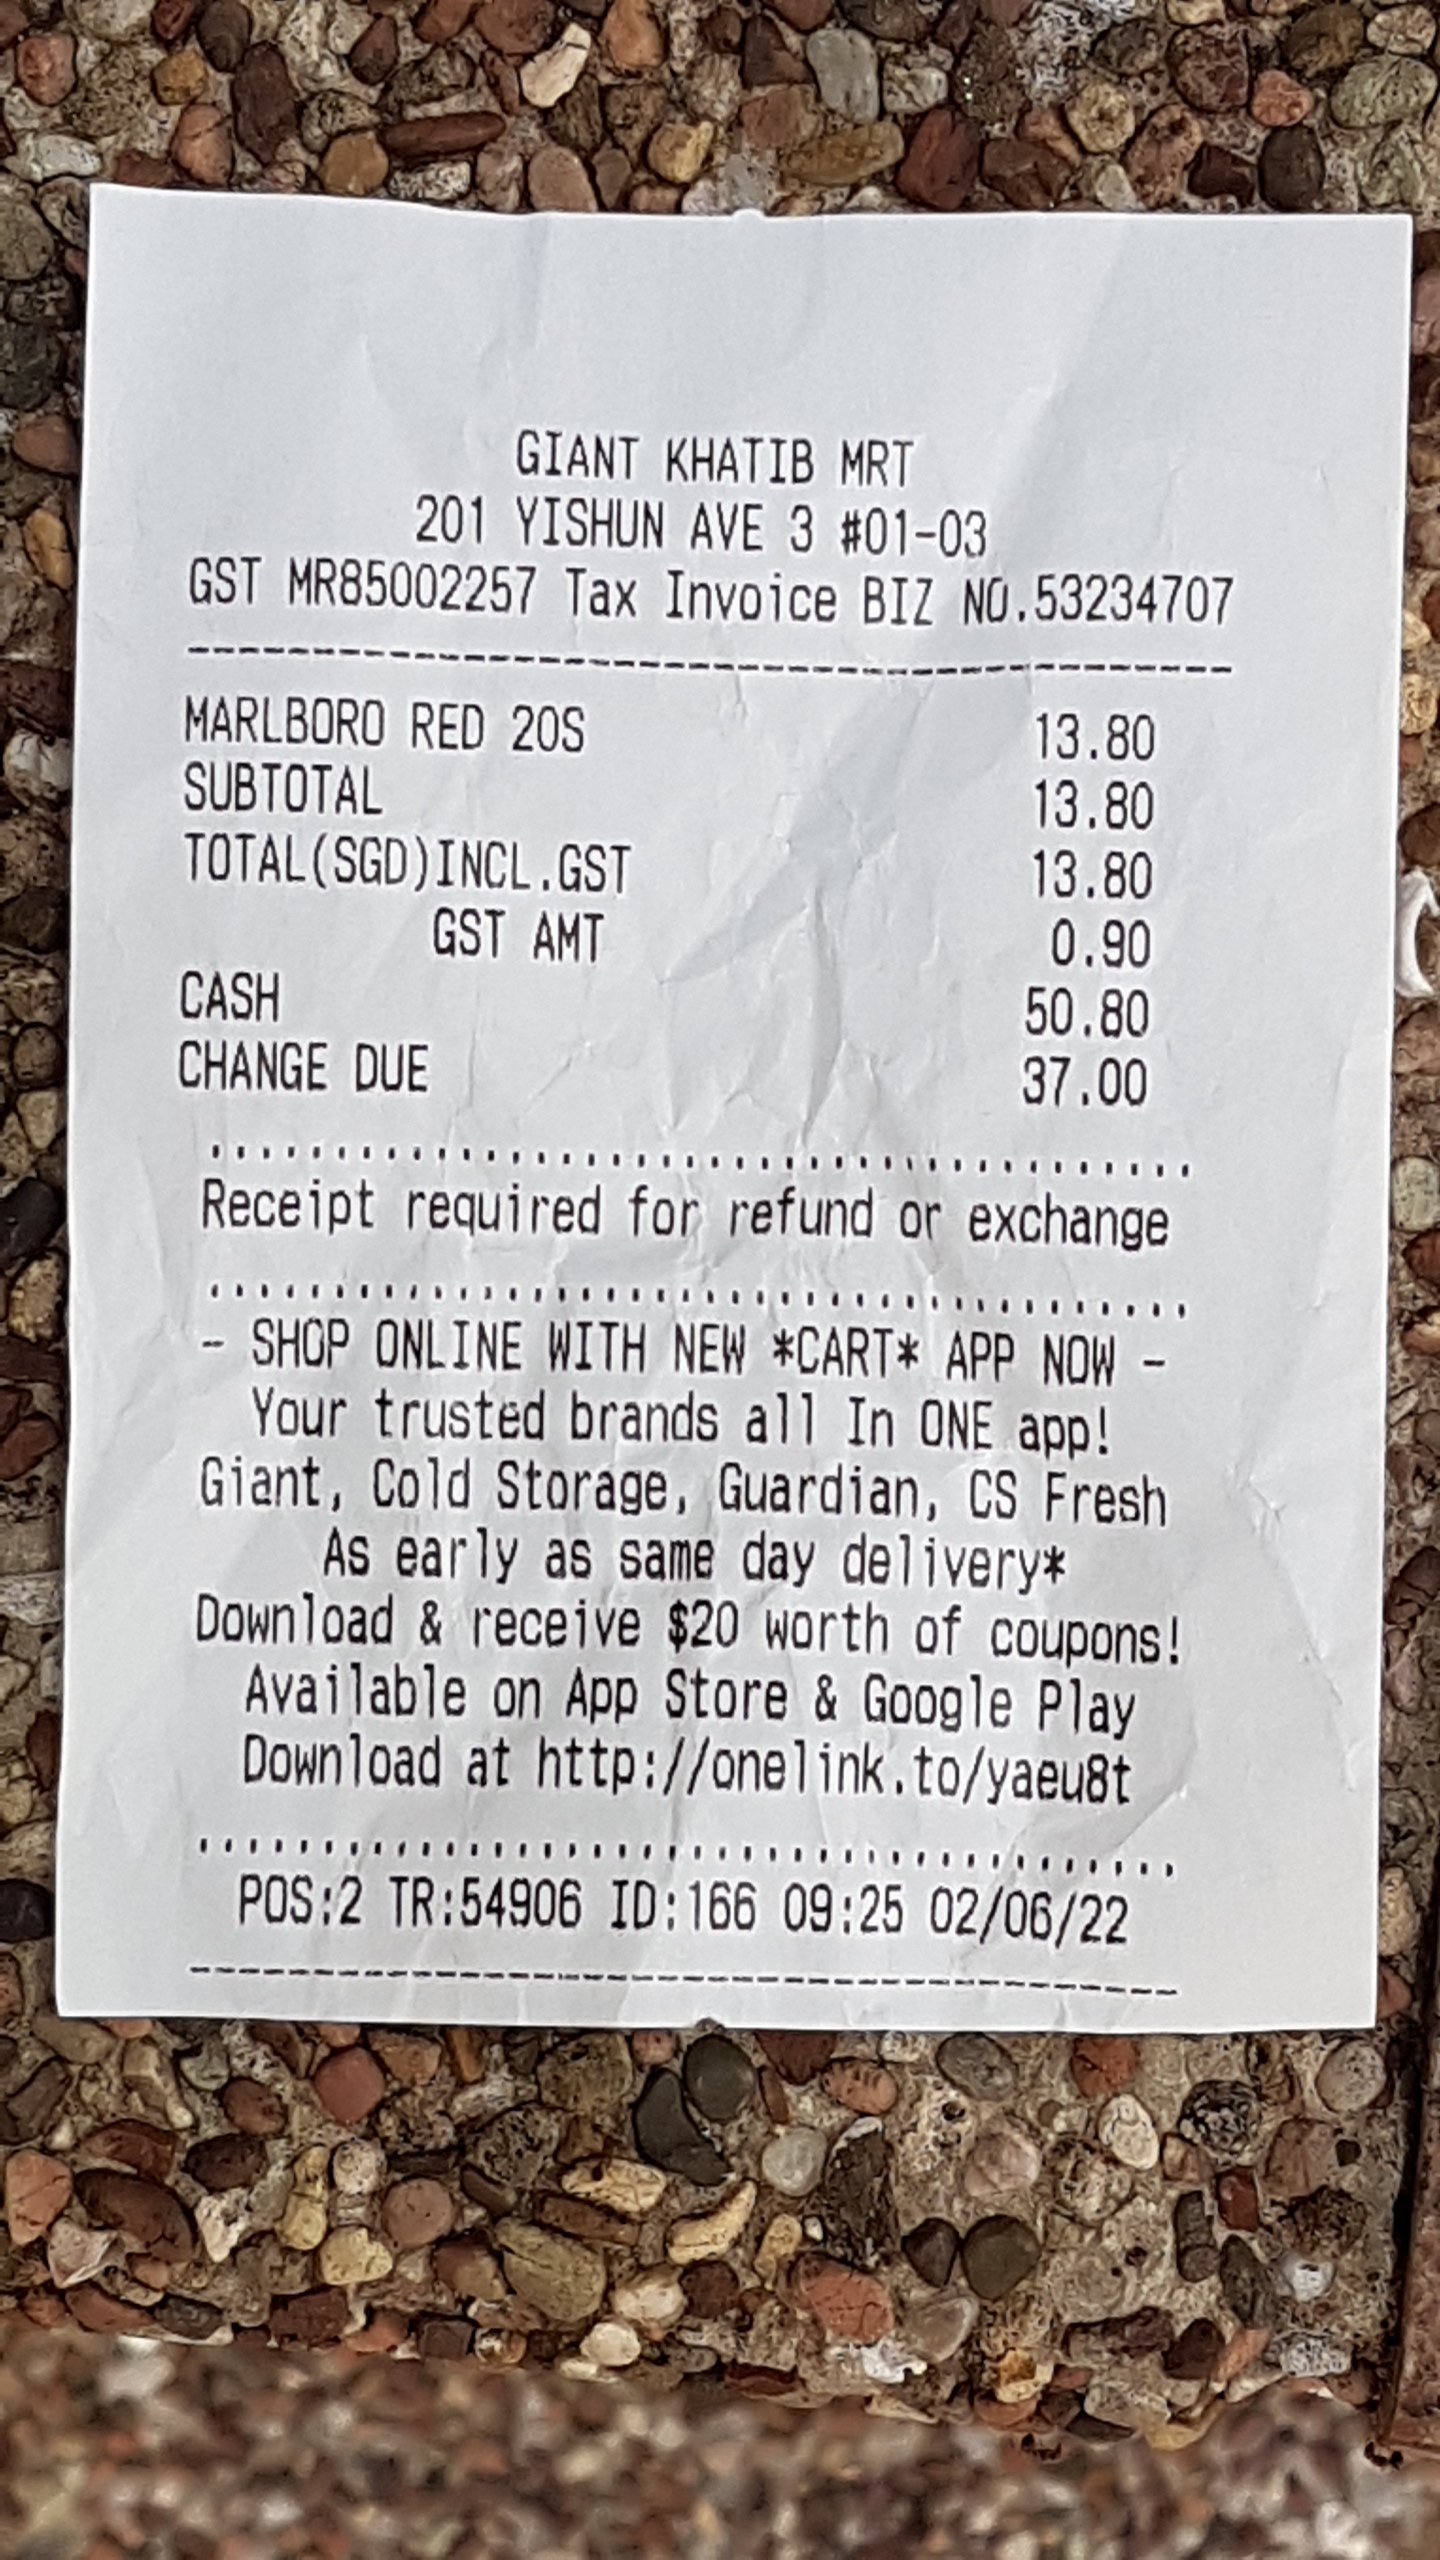 GIANT KHATIB MRT
201 YISHUN AVE 3 #01-03
GST MR85002257 Tax Invoice BIZ NO.53234707
------------------------------------------
MARLBORO RED 20S 13.80
SUBTOTAL 13.80
TOTAL(SGD)INCL.GST 13.80
GST AMT 0.90
CASH 50.80
CHANGE DUE 37.00
........................................
Receipt required for refund or exchange
........................................
- SHOP ONLINE WITH NEW *CART* APP NOW -
Your trusted brands all In ONE app!
Giant, Cold Storage, Guardian, CS Fresh
As early as same day delivery*
Download & receive $20 worth of coupons!
Available on App Store & Google Play
Download at http://onelink.to/yaeu8t
........................................
POS:2 TR:54906 ID:166 09:25 02/06/22
----------------------------------------